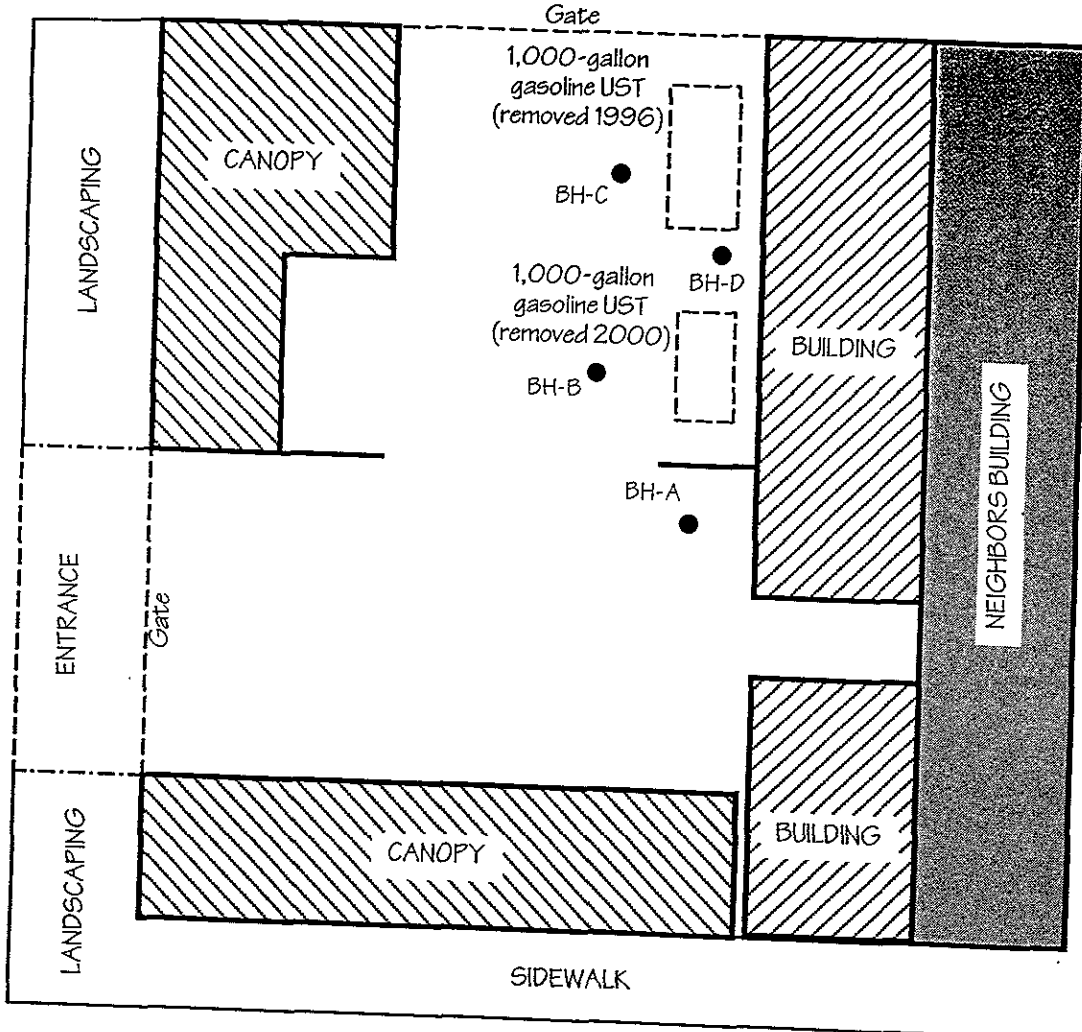 Gate
1,000-gallon
gasoline UST
(removed 1996)
CANOPY
LANDSCAPING
BH-C
BH-D
1,000-gallon
gasoline UST
(removed 2000)
BUILDING
BH-B
NEIGHBORS BUILDING
BH-A
ENTRANCE
Gate
BUILDING
CANOPY
LANDSCAPING
SIDEWALK